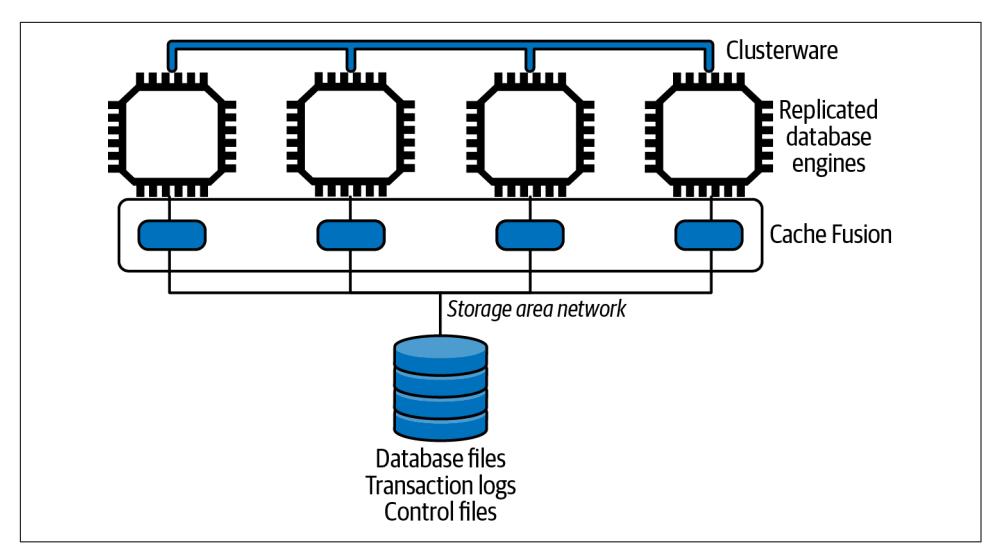 Clusterware
Replicated
database
engines
Cache Fusion
Storage area network
Database files
Transaction logs
Control files